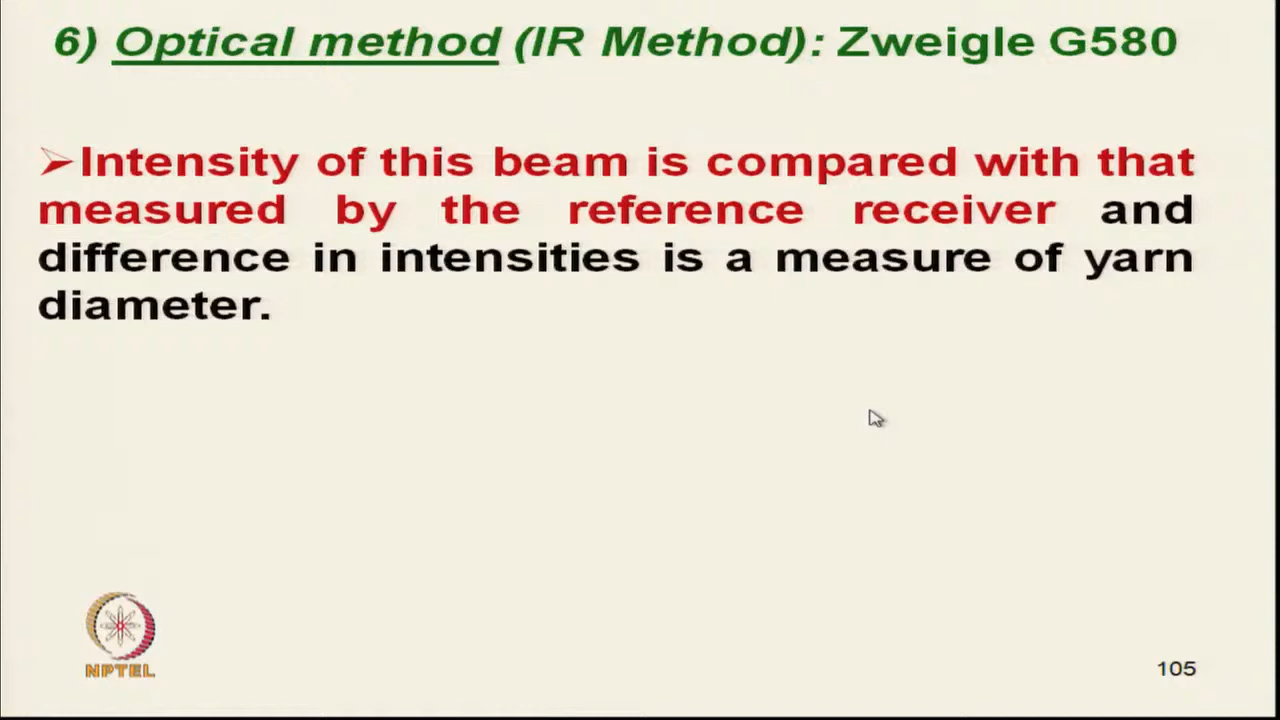 6) Optical method (IR Method): Zweigle G580
➢Intensity of this beam is compared with that
measured by the reference receiver and
difference in intensities is a measure of yarn
diameter.
NPTEL
105